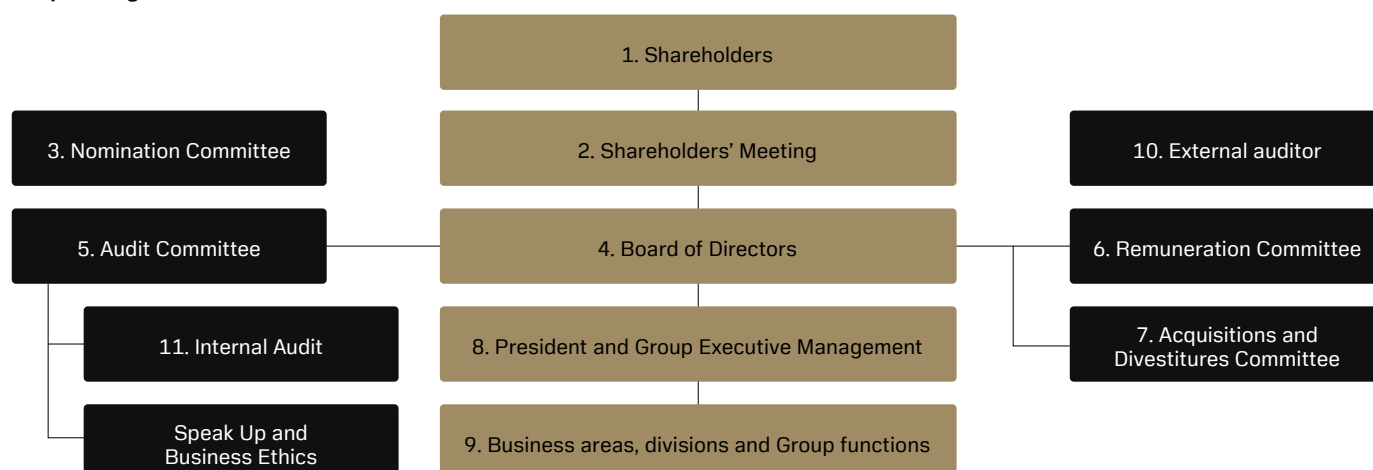 1. Shareholders
3. Nomination Committee
2. Shareholders’ Meeting
10. External auditor
5. Audit Committee
4. Board of Directors
6. Remuneration Committee
11. Internal Audit
8. President and Group Executive Management
7. Acquisitions and
Divestitures Committee
Speak Up and
Business Ethics
9. Business areas, divisions and Group functions